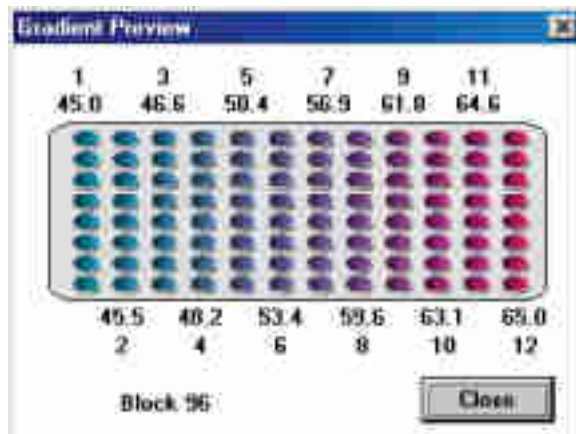 Gradient Preview
1 3 5 7 9 11
45.0 46.6 50.4 56.9 61.8 64.6
45.5 48.2 53.4 59.6 63.1 65.0
2 4 6 8 10 12
Block 96
Close